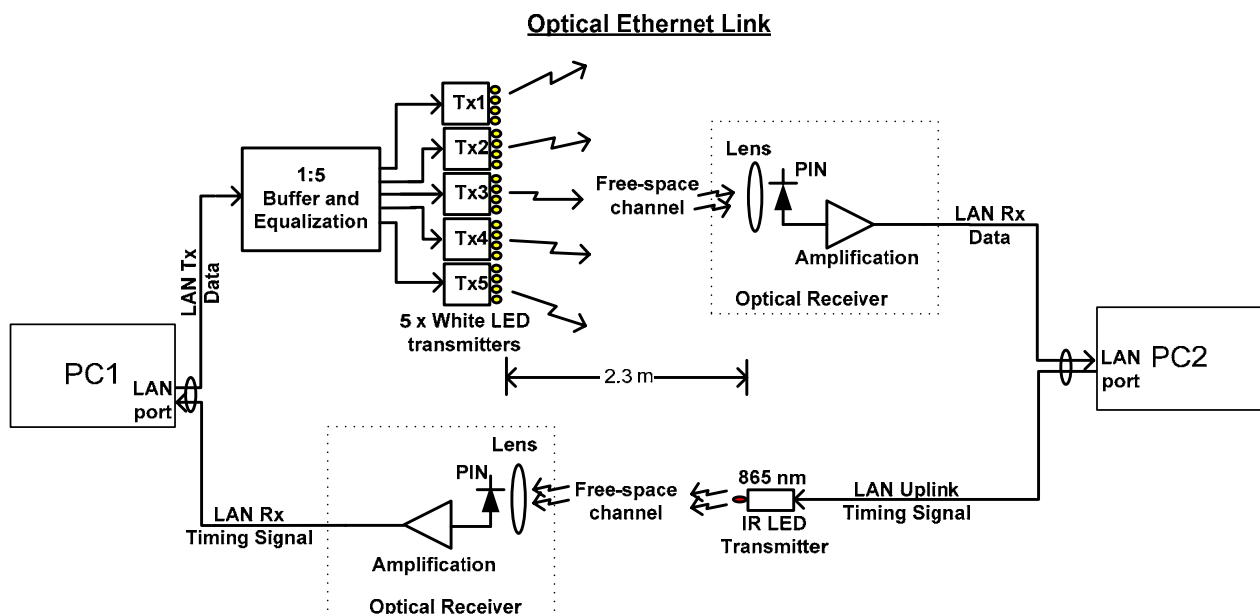 Optical Ethernet Link
Tx1
Tx2
Tx3
Tx4
Tx5
1:5
Buffer and
Equalization
LAN Tx
Data
5 x White LED
transmitters
Free-space
channel
Lens
PIN
Amplification
Optical Receiver
LAN Rx
Data
PC1
LAN
port
2.3 m
LAN
port
PC2
Lens
PIN
Amplification
Optical Receiver
LAN Rx
Timing Signal
Free-space
channel
865 nm
IR LED
Transmitter
LAN Uplink
Timing Signal